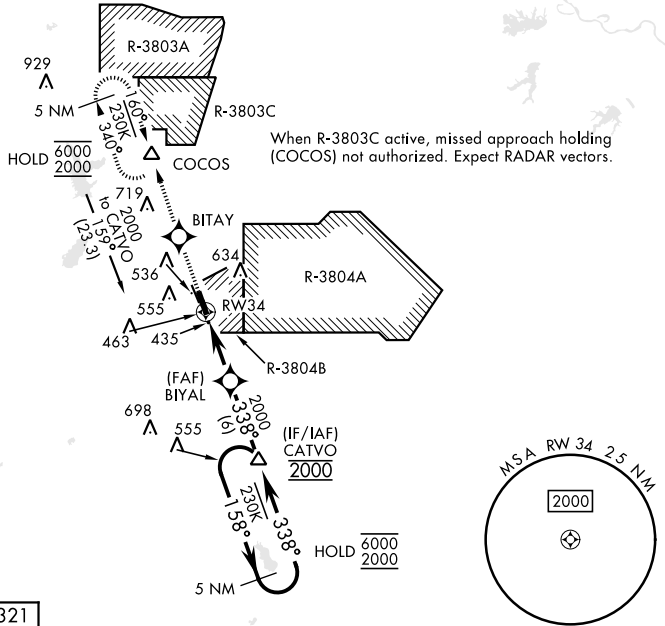 R-3803A
929
5 NM
160°
230K
340°
R-3803C
HOLD 6000
2000
COCOS
When R-3803C active, missed approach holding
(COCOS) not authorized. Expect RADAR vectors.
719
2000
to CATVO
159°
(23.3)
BITAY
536
634
R-3804A
555
RW34
463
435
R-3804B
(FAF)
BIYAL
2000
338°
(6)
698
555
(IF/IAF)
CATVO
2000
230K
158°
338°
HOLD 6000
2000
5 NM
MSA RW 34 25 NM
2000
321